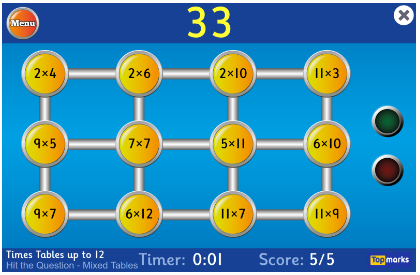 33
Menu
2×4 2×6 2×10 11×3
9×5 7×7 5×11 6×10
9×7 6×12 11×7 11×9
Times Tables up to 12
Hit the Question - Mixed Tables
Timer: 0:01 Score: 5/5
Topmarks